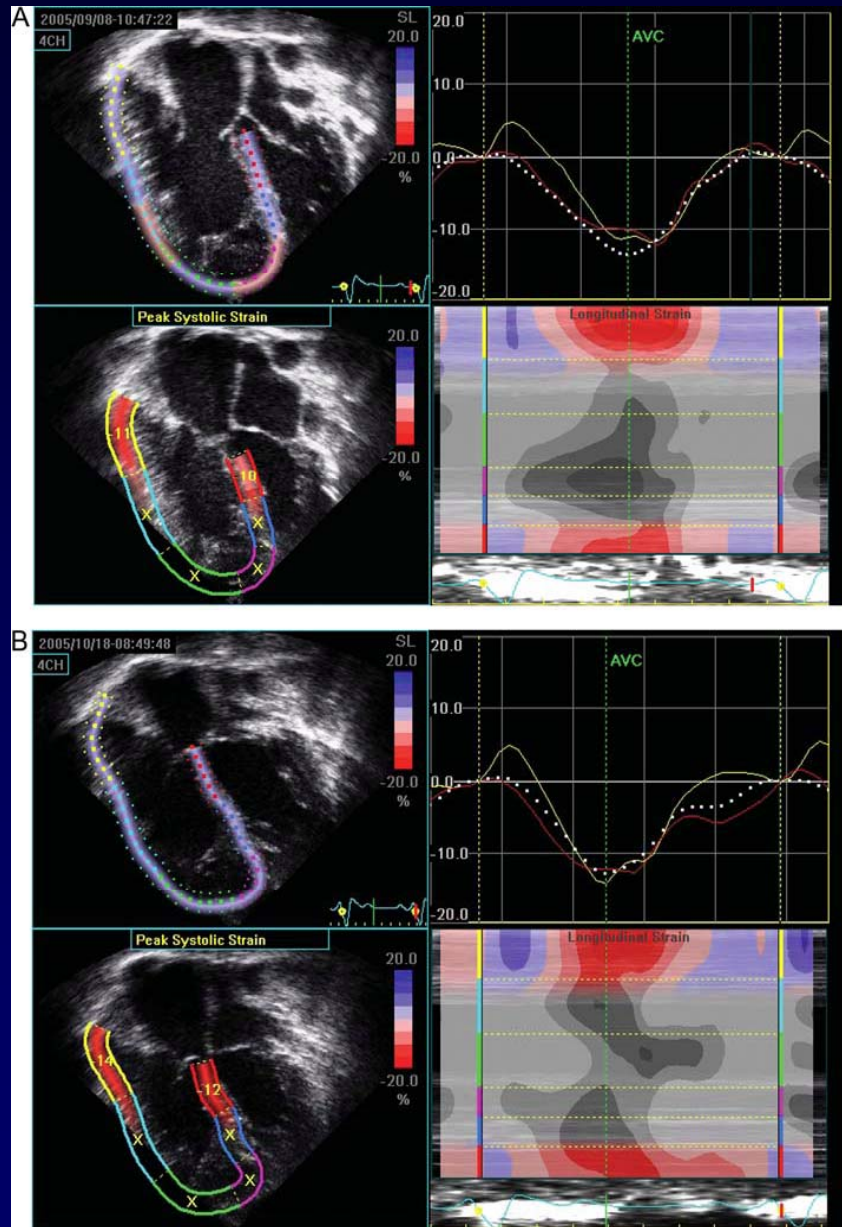 A
2005/09/08-10:47:22
4CH
SL
20.0
-20.0
%
20.0
AVC
10.0
0.0
-10.0
-20.0
Peak Systolic Strain
20.0
-20.0
%
-11
-10
X
X
X
X
Longitudinal Strain
B
2005/10/18-08:49:48
4CH
SL
20.0
-20.0
%
20.0
AVC
10.0
0.0
-10.0
-20.0
Peak Systolic Strain
20.0
-20.0
%
-14
-12
X
X
X
X
Longitudinal Strain